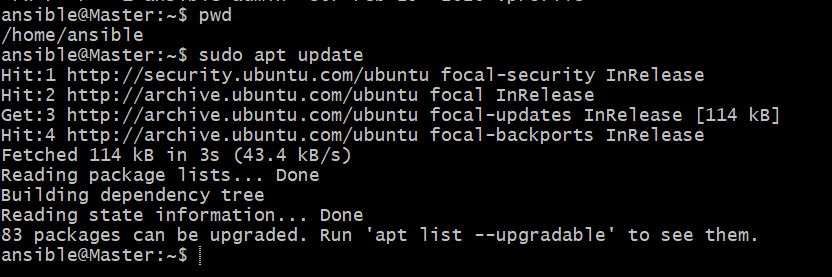 ansible@Master:~$ pwd
/home/ansible
ansible@Master:~$ sudo apt update
Hit:1 http://security.ubuntu.com/ubuntu focal-security InRelease
Hit:2 http://archive.ubuntu.com/ubuntu focal InRelease
Get:3 http://archive.ubuntu.com/ubuntu focal-updates InRelease [114 kB]
Hit:4 http://archive.ubuntu.com/ubuntu focal-backports InRelease
Fetched 114 kB in 3s (43.4 kB/s)
Reading package lists... Done
Building dependency tree
Reading state information... Done
83 packages can be upgraded. Run 'apt list --upgradable' to see them.
ansible@Master:~$